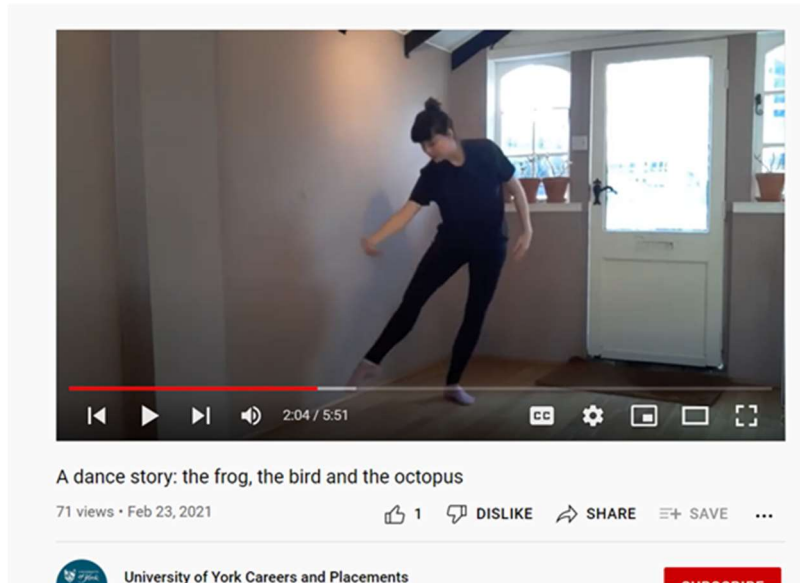 2:04 / 5:51 CC
A dance story: the frog, the bird and the octopus
71 views • Feb 23, 2021 1 DISLIKE SHARE SAVE ...
University of York Careers and Placements
SUBSCRIBE